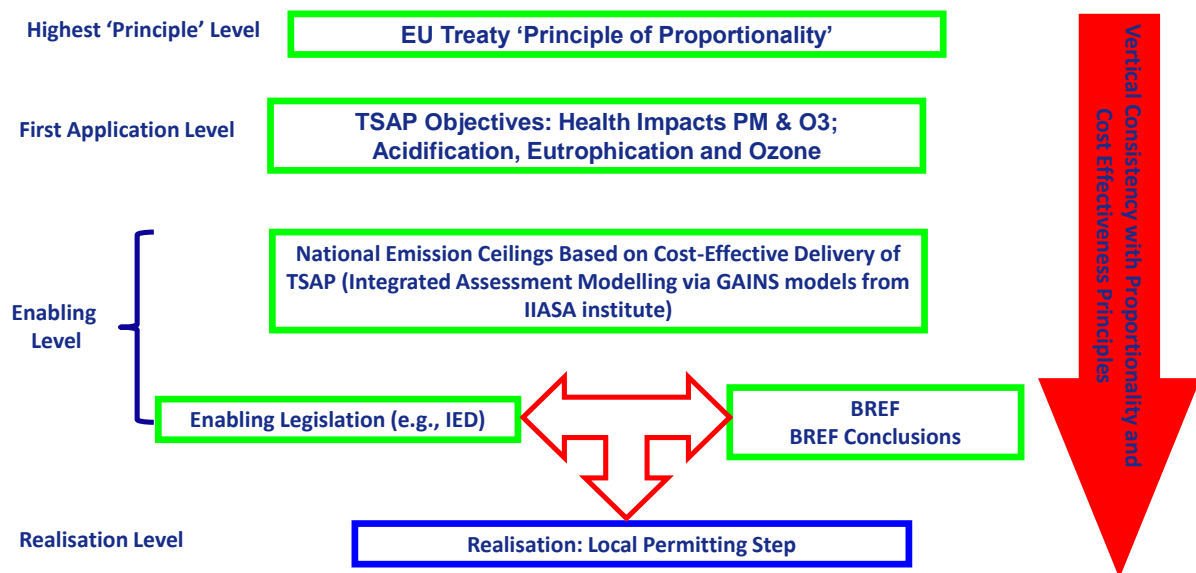 Highest ‘Principle’ Level
EU Treaty ‘Principle of Proportionality’
First Application Level
TSAP Objectives: Health Impacts PM & O3;
Acidification, Eutrophication and Ozone
Enabling
Level
National Emission Ceilings Based on Cost-Effective Delivery of
TSAP (Integrated Assessment Modelling via GAINS models from
IIASA institute)
Enabling Legislation (e.g., IED)
BREF
BREF Conclusions
Realisation Level
Realisation: Local Permitting Step
Vertical Consistency with Proportionality and
Cost Effectiveness Principles